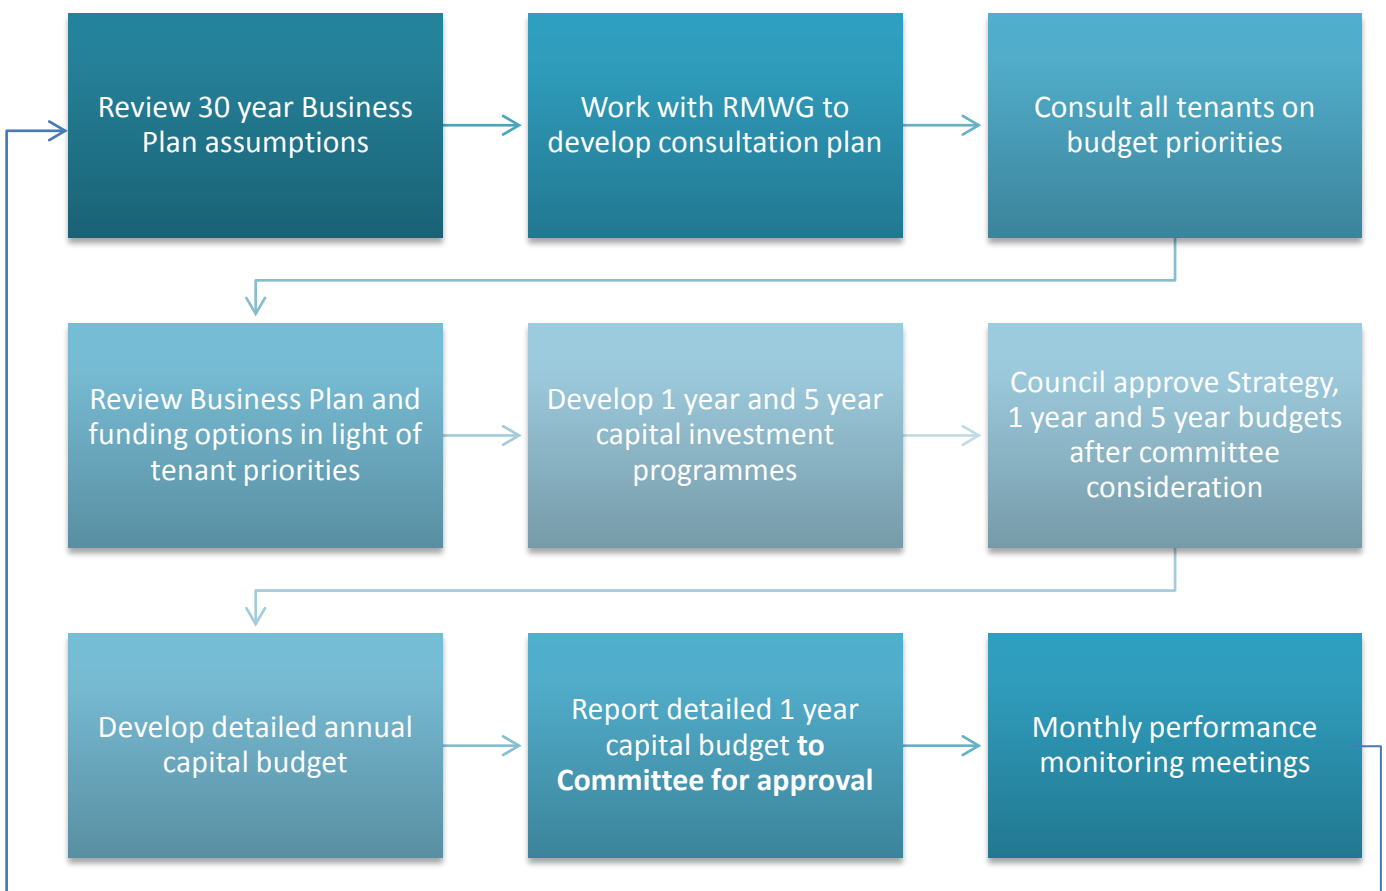 Review 30 year Business
Plan assumptions
Work with RMWG to
develop consultation plan
Consult all tenants on
budget priorities
Review Business Plan and
funding options in light of
tenant priorities
Develop 1 year and 5 year
capital investment
programmes
Council approve Strategy,
1 year and 5 year budgets
after committee
consideration
Develop detailed annual
capital budget
Report detailed 1 year
capital budget to
Committee for approval
Monthly performance
monitoring meetings